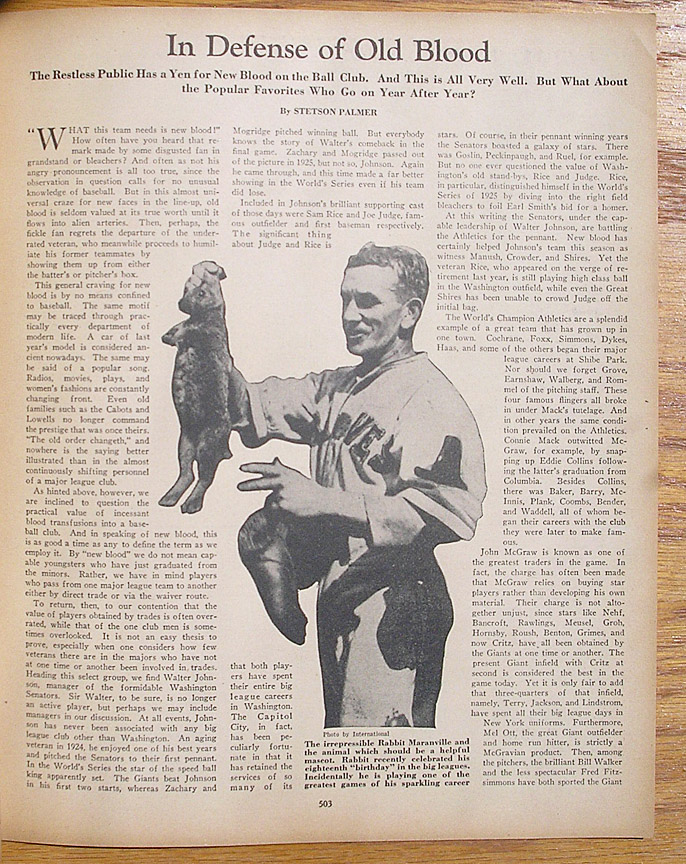 In Defense of Old Blood
The Restless Public Has a Yen for New Blood on the Ball Club. And This is All Very Well. But What About
the Popular Favorites Who Go on Year After Year?
By STETSON PALMER
"WHAT this team needs is new blood!"
How often have you heard that re-
mark made by some disgusted fan in
grandstand or bleachers? And often as not his
angry pronouncement is all too true, since the
observation in question calls for no unusual
knowledge of baseball. But in this almost uni-
versal craze for new faces in the line-up, old
blood is seldom valued at its true worth until it
flows into alien arteries. Then, perhaps, the
fickle fan regrets the departure of the under-
rated veteran, who meanwhile proceeds to humil-
iate his former teammates by
showing them up from either
the batter's or pitcher's box.
This general craving for new
blood is by no means confined
to baseball. The same motif
may be traced through prac-
tically every department of
modern life. A car of last
year's model is considered an-
cient nowadays. The same may
be said of a popular song.
Radios, movies, plays, and
women's fashions are constantly
changing front. Even old
families such as the Cabots and
Lowells no longer command
the prestige that was once theirs.
"The old order changeth," and
nowhere is the saying better
illustrated than in the almost
continuously shifting personnel
of a major league club.
As hinted above, however, we
are inclined to question the
practical value of incessant
blood transfusions into a base-
ball club. And in speaking of new blood, this
is as good a time as any to define the term as we
employ it. By "new blood" we do not mean cap-
able youngsters who have just graduated from
the minors. Rather, we have in mind players
who pass from one major league team to another
either by direct trade or via the waiver route.
To return, then, to our contention that the
value of players obtained by trades is often over-
rated, while that of the one club men is some-
times overlooked. It is not an easy thesis to
prove, especially when one considers how few
veterans there are in the majors who have not
at one time or another been involved in trades.
Heading this select group, we find Walter John-
son, manager of the formidable Washington
Senators. Sir Walter, to be sure, is no longer
an active player, but perhaps we may include
managers in our discussion. At all events, John-
son has never been associated with any big
league club other than Washington. An aging
veteran in 1924, he enjoyed one of his best years
and pitched the Senators to their first pennant.
In the World's Series the star of the speed ball
king apparently set. The Giants beat Johnson
in his first two starts, whereas Zachary and
Mogridge pitched winning ball. But everybody
knows the story of Walter's comeback in the
final game. Zachary and Mogridge passed out
of the picture in 1925, but not so, Johnson. Again
he came through, and this time made a far better
showing in the World's Series even if his team
did lose.
Included in Johnson's brilliant supporting cast
of those days were Sam Rice and Joe Judge, fam-
ous outfielder and first baseman respectively.
The significant thing
about Judge and Rice is
that both play-
ers have spent
their entire big
league careers
in Washington.
The Capitol
City, in fact,
has been pe-
culiarly fortu-
nate in that it
has retained the
services of so
many of its
Photo by International
The irrepressible Rabbit Maranville and
the animal which should be a helpful
mascot. Rabbit recently celebrated his
eighteenth "birthday" in the big leagues.
Incidentally he is playing one of the
greatest games of his sparkling career
stars. Of course, in their pennant winning years
the Senators boasted a galaxy of stars. There
was Goslin, Peckinpaugh, and Ruel, for example.
But no one ever questioned the value of Wash-
ington's old stand-bys, Rice and Judge. Rice,
in particular, distinguished himself in the World's
Series of 1925 by diving into the right field
bleachers to foil Earl Smith's bid for a homer.
At this writing the Senators, under the cap-
able leadership of Walter Johnson, are battling
the Athletics for the pennant. New blood has
certainly helped Johnson's team this season as
witness Manush, Crowder, and Shires. Yet the
veteran Rice, who appeared on the verge of re-
tirement last year, is still playing high class ball
in the Washington outfield, while even the Great
Shires has been unable to crowd Judge off the
initial bag.
The World's Champion Athletics are a splendid
example of a great team that has grown up in
one town. Cochrane, Foxx, Simmons, Dykes,
Haas, and some of the others began their major
league careers at Shibe Park.
Nor should we forget Grove,
Earnshaw, Walberg, and Rom-
mel of the pitching staff. These
four famous flingers all broke
in under Mack's tutelage. And
in other years the same condi-
tion prevailed on the Athletics.
Connie Mack outwitted Mc-
Graw, for example, by snap-
ping up Eddie Collins follow-
ing the latter's graduation from
Columbia. Besides Collins,
there was Baker, Barry, Mc-
Innis, Plank, Coombs, Bender,
and Waddell, all of whom be-
gan their careers with the club
they were later to make fam-
ous.
John McGraw is known as one of
the greatest traders in the game. In
fact, the charge has often been made
that McGraw relies on buying star
players rather than developing his own
material. Their charge is not alto-
gether unjust, since stars like Nehf,
Bancroft, Rawlings, Meusel, Groh,
Hornsby, Roush, Benton, Grimes, and
now Critz, have all been obtained by
the Giants at one time or another. The
present Giant infield with Critz at
second is considered the best in the
game today. Yet it is only fair to add
that three-quarters of that infield,
namely, Terry, Jackson, and Lindstrom,
have spent all their big league days in
New York uniforms. Furthermore,
Mel Ott, the great Giant outfielder
and home run hitter, is strictly a
McGravian product. Then, among
the pitchers, the brilliant Bill Walker
and the less spectacular Fred Fitz-
simmons have both sported the Giant
503